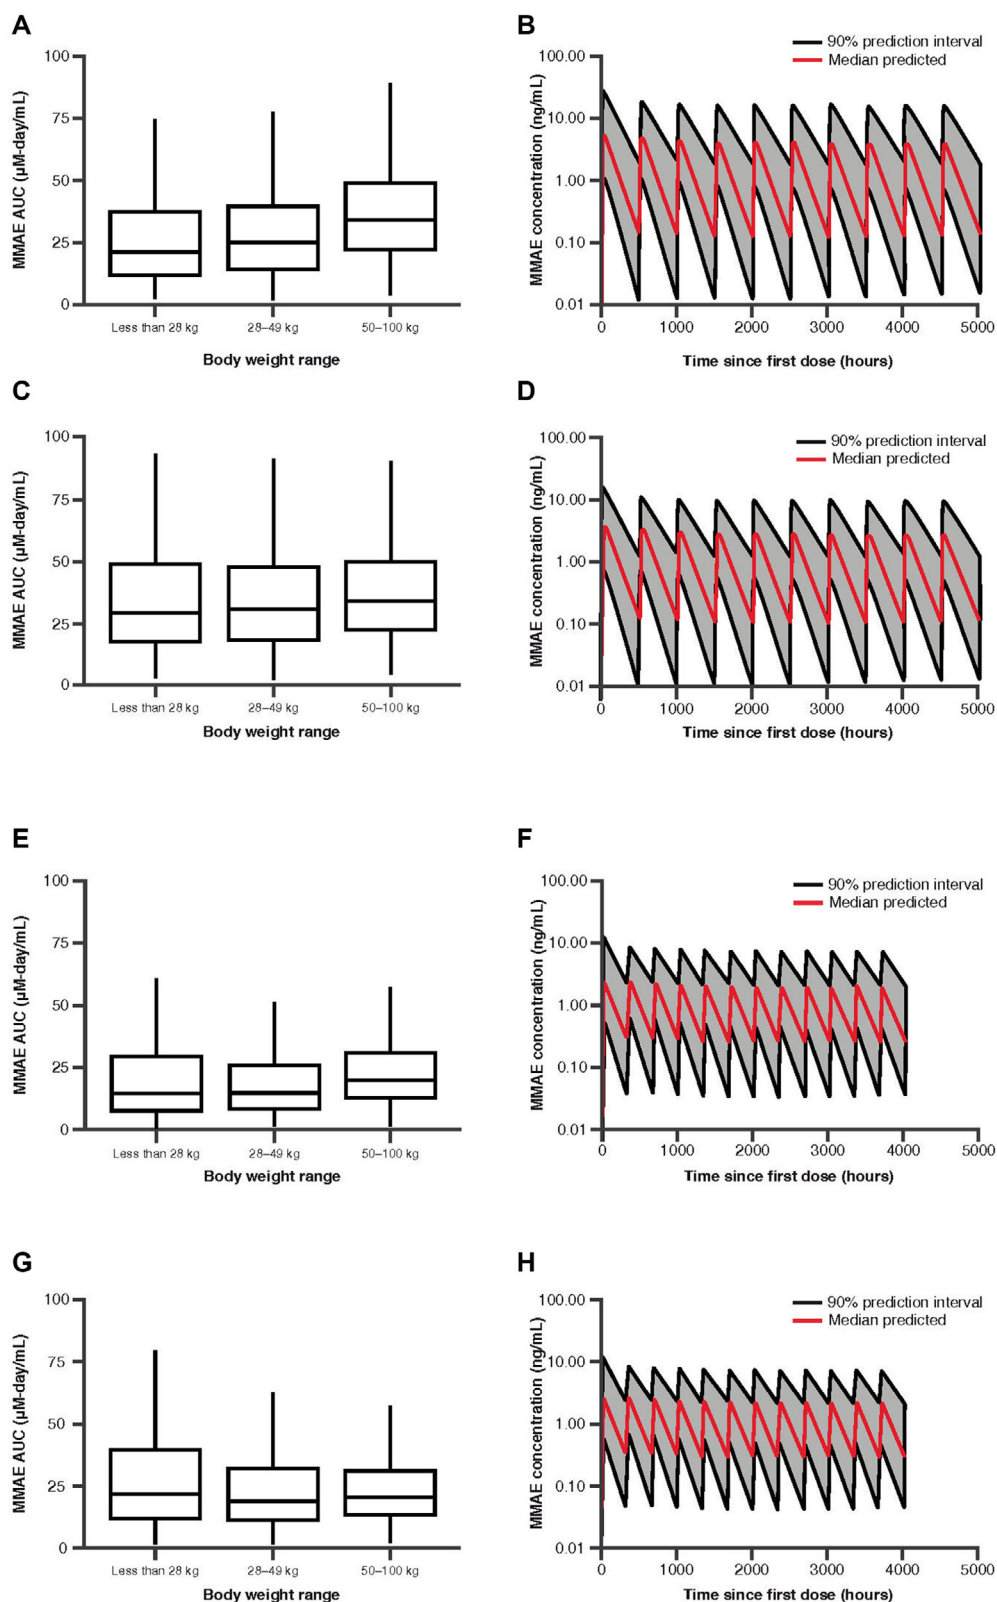 A
MMAE AUC (µM-day/mL)
100
75
50
25
0
Less than 28 kg
28–49 kg
50–100 kg
Body weight range
B
90% prediction interval
Median predicted
MMAE concentration (ng/mL)
100.00
10.00
1.00
0.10
0.01
0
1000
2000
3000
4000
5000
Time since first dose (hours)
C
MMAE AUC (µM-day/mL)
100
75
50
25
0
Less than 28 kg
28–49 kg
50–100 kg
Body weight range
D
90% prediction interval
Median predicted
MMAE concentration (ng/mL)
100.00
10.00
1.00
0.10
0.01
0
1000
2000
3000
4000
5000
Time since first dose (hours)
E
MMAE AUC (µM-day/mL)
100
75
50
25
0
Less than 28 kg
28–49 kg
50–100 kg
Body weight range
F
90% prediction interval
Median predicted
MMAE concentration (ng/mL)
100.00
10.00
1.00
0.10
0.01
0
1000
2000
3000
4000
5000
Time since first dose (hours)
G
MMAE AUC (µM-day/mL)
100
75
50
25
0
Less than 28 kg
28–49 kg
50–100 kg
Body weight range
H
90% prediction interval
Median predicted
MMAE concentration (ng/mL)
100.00
10.00
1.00
0.10
0.01
0
1000
2000
3000
4000
5000
Time since first dose (hours)